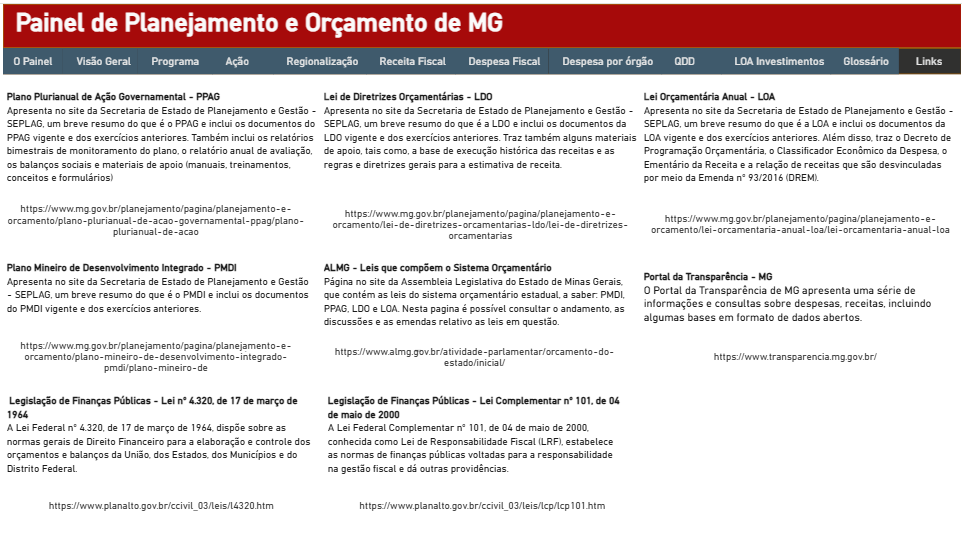 Painel de Planejamento e Orçamento de MG
O Painel
Visão Geral
Programa
Ação
Regionalização
Receita Fiscal
Despesa Fiscal
Despesa por órgão
QDD
LOA Investimentos
Glossário
Links
Plano Plurianual de Ação Governamental - PPAG
Apresenta no site da Secretaria de Estado de Planejamento e Gestão -
SEPLAG, um breve resumo do que é o PPAG e inclui os documentos do
PPAG vigente e dos exercícios anteriores. Também inclui os relatórios
bimestrais de monitoramento do plano, o relatório anual de avaliação,
os balanços sociais e materiais de apoio (manuais, treinamentos,
conceitos e formulários)
https://www.mg.gov.br/planejamento/pagina/planejamento-e-
orcamento/plano-plurianual-de-acao-governamental-ppag/plano-
plurianual-de-acao
Lei de Diretrizes Orçamentárias - LDO
Apresenta no site da Secretaria de Estado de Planejamento e Gestão -
SEPLAG, um breve resumo do que é a LDO e inclui os documentos da
LDO vigente e dos exercícios anteriores. Traz também alguns materiais
de apoio, tais como, a base de execução histórica das receitas e as
regras e diretrizes gerais para a estimativa de receita.
https://www.mg.gov.br/planejamento/pagina/planejamento-e-
orcamento/lei-de-diretrizes-orcamentarias-ldo/lei-de-diretrizes-
orcamentarias
Lei Orçamentária Anual - LOA
Apresenta no site da Secretaria de Estado de Planejamento e Gestão -
SEPLAG, um breve resumo do que é a LOA e inclui os documentos da
LOA vigente e dos exercícios anteriores. Além disso, traz o Decreto de
Programação Orçamentária, o Classificador Econômico da Despesa, o
Ementário da Receita e a relação de receitas que são desvinculadas
por meio da Emenda nº 93/2016 (DREM).
https://www.mg.gov.br/planejamento/pagina/planejamento-e-
orcamento/lei-orcamentaria-anual-loa/lei-orcamentaria-anual-loa
Plano Mineiro de Desenvolvimento Integrado - PMDI
Apresenta no site da Secretaria de Estado de Planejamento e Gestão
- SEPLAG, um breve resumo do que é o PMDI e inclui os documentos
do PMDI vigente e dos exercícios anteriores.
https://www.mg.gov.br/planejamento/pagina/planejamento-e-
orcamento/plano-mineiro-de-desenvolvimento-integrado-
pmdi/plano-mineiro-de
ALMG - Leis que compõem o Sistema Orçamentário
Página no site da Assembleia Legislativa do Estado de Minas Gerais,
que contém as leis do sistema orçamentário estadual, a saber: PMDI,
PPAG, LDO e LOA. Nesta pagina é possível consultar o andamento, as
discussões e as emendas relativo as leis em questão.
https://www.almg.gov.br/atividade-parlamentar/orcamento-do-
estado/inicial/
Portal da Transparência - MG
O Portal da Transparência de MG apresenta uma série de
informações e consultas sobre despesas, receitas, incluindo
algumas bases em formato de dados abertos.
https://www.transparencia.mg.gov.br/
Legislação de Finanças Públicas - Lei nº 4.320, de 17 de março de
1964
A Lei Federal nº 4.320, de 17 de março de 1964, dispõe sobre as
normas gerais de Direito Financeiro para a elaboração e controle dos
orçamentos e balanços da União, dos Estados, dos Municípios e do
Distrito Federal.
https://www.planalto.gov.br/ccivil_03/leis/l4320.htm
Legislação de Finanças Públicas - Lei Complementar nº 101, de 04
de maio de 2000
A Lei Federal Complementar nº 101, de 04 de maio de 2000,
conhecida como Lei de Responsabilidade Fiscal (LRF), estabelece
as normas de finanças públicas voltadas para a responsabilidade
na gestão fiscal e dá outras providências.
https://www.planalto.gov.br/ccivil_03/leis/lcp/lcp101.htm